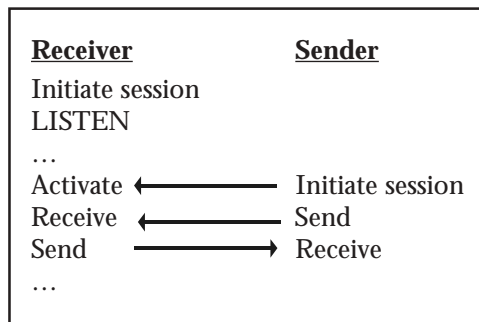 Receiver Sender
Initiate session
LISTEN
…
Activate Initiate session
Receive Send
Send Receive
…